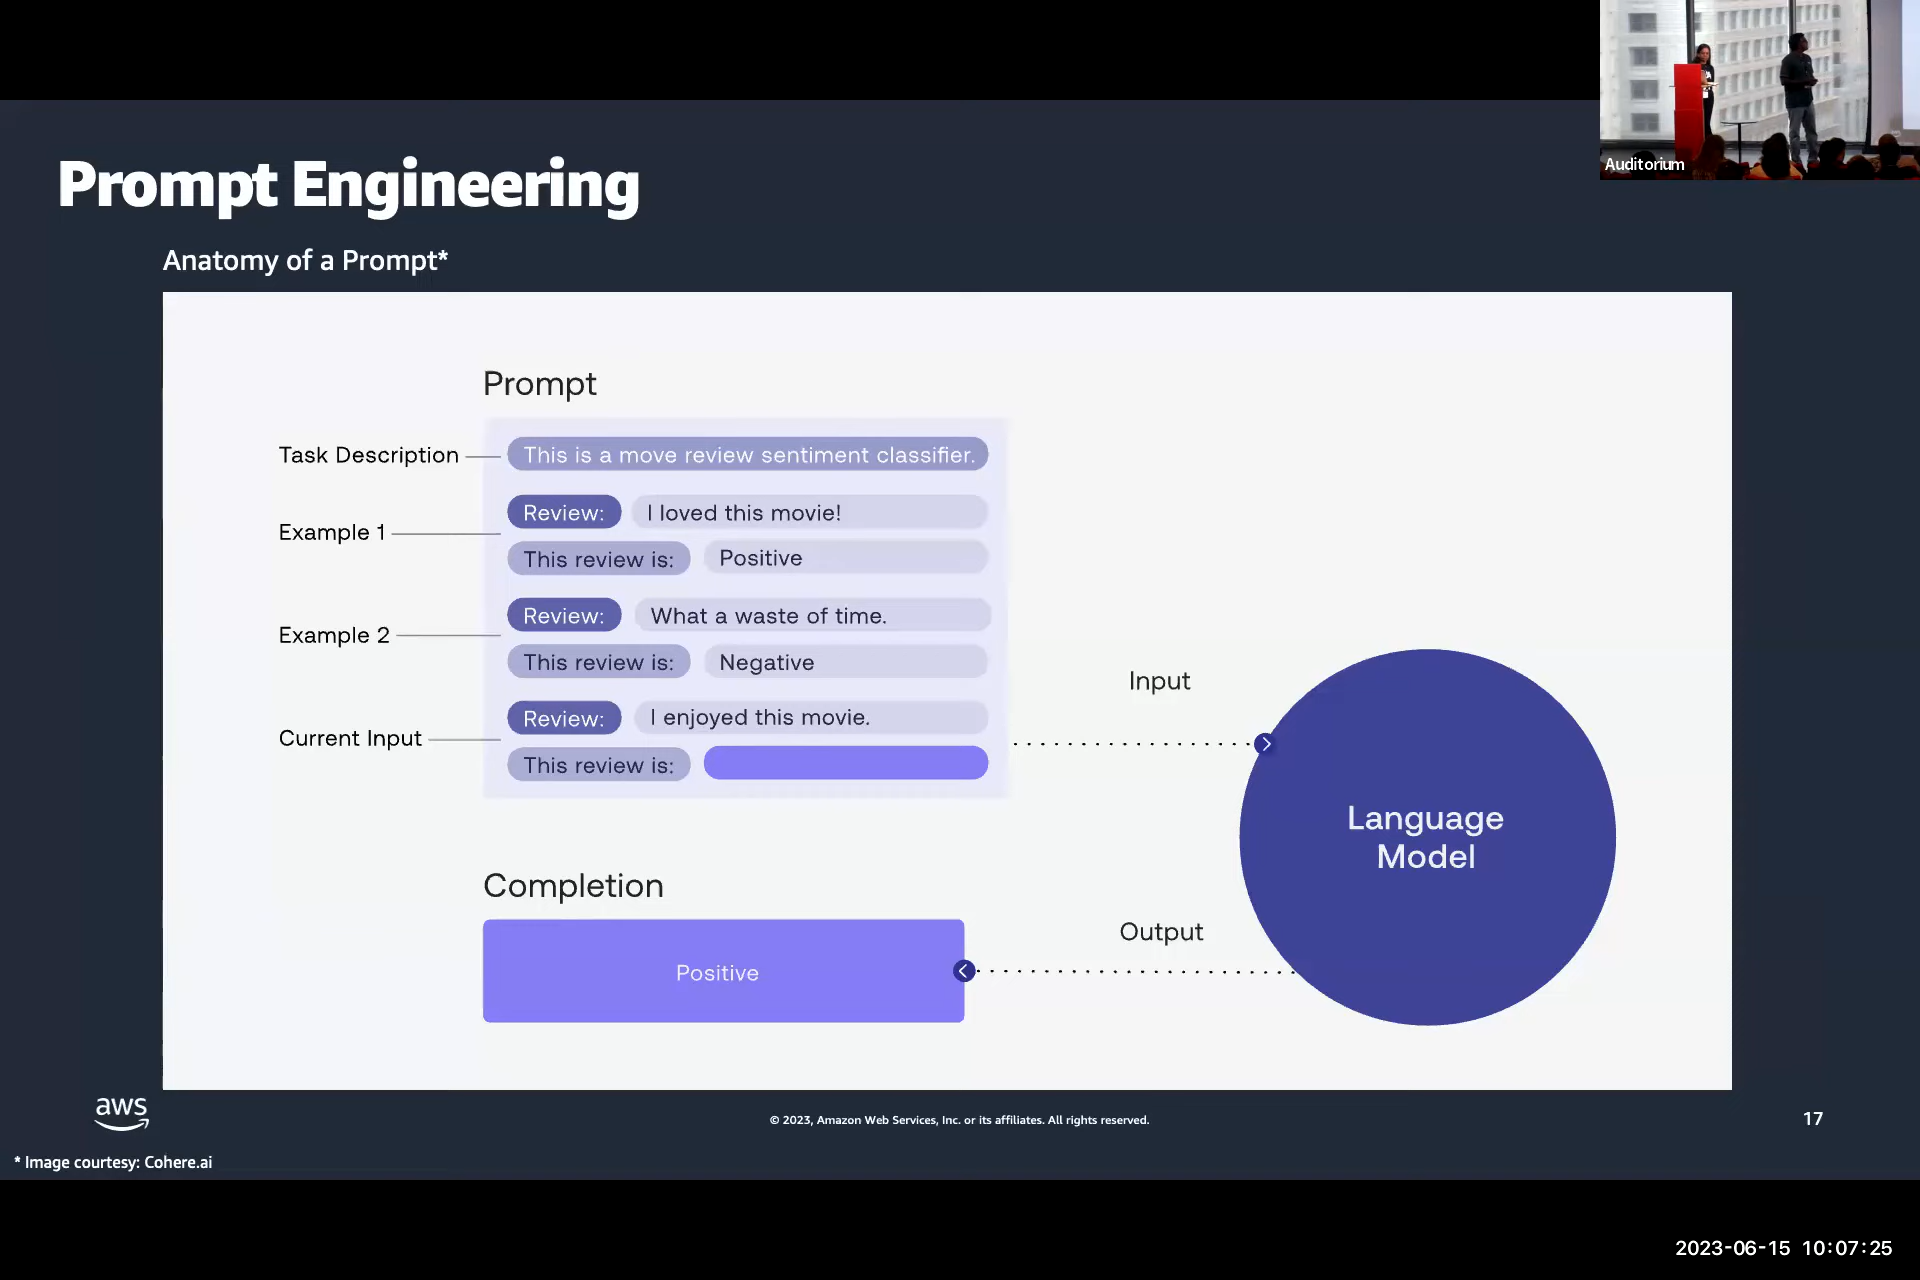 Auditorium
Prompt Engineering
Anatomy of a Prompt*
Prompt
Task Description
This is a move review sentiment classifier.
Example 1
Review: I loved this movie!
This review is: Positive
Example 2
Review: What a waste of time.
This review is: Negative
Current Input
Review: I enjoyed this movie.
This review is:
Input
Language
Model
Completion
Positive
Output
aws
© 2023, Amazon Web Services, Inc. or its affiliates. All rights reserved.
17
* Image courtesy: Cohere.ai
2023-06-15 10:07:25